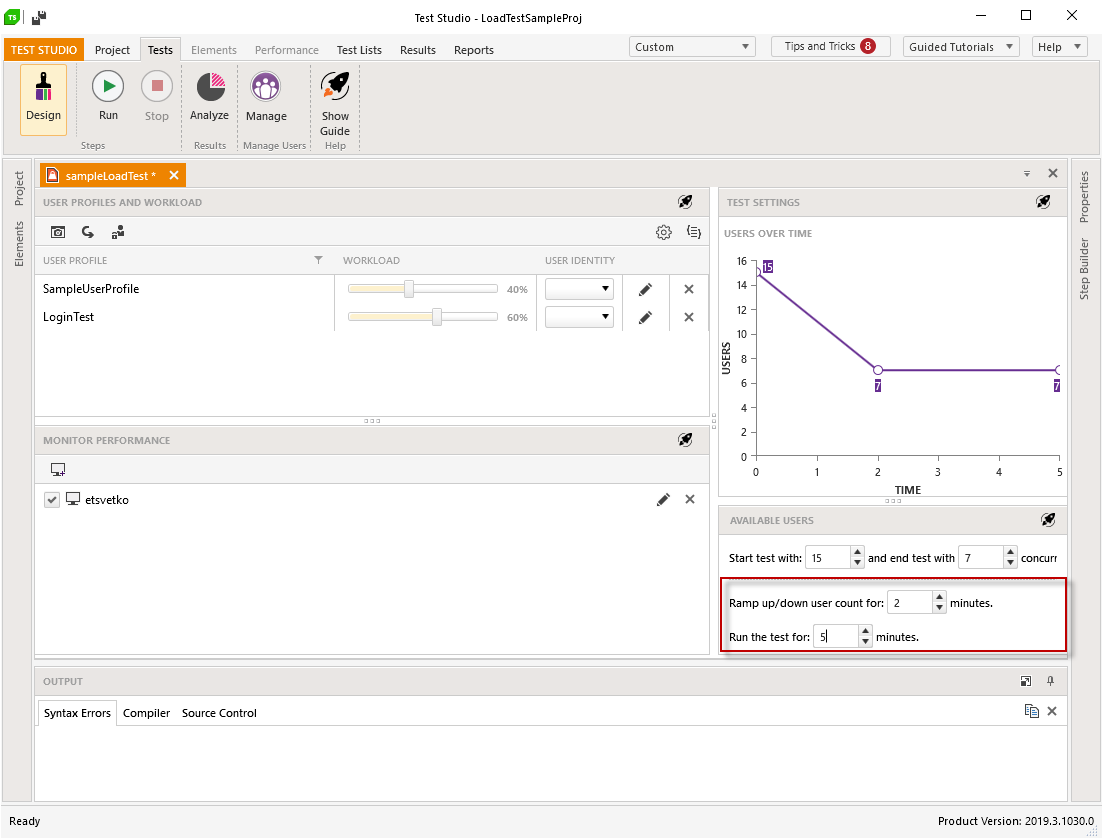 TS
Test Studio - LoadTestSampleProj
TEST STUDIO Project Tests Elements Performance Test Lists Results Reports Custom Tips and Tricks 8 Guided Tutorials Help
Design Run Stop Analyze Manage Show Guide
Steps Results Manage Users Help
Project
Elements
sampleLoadTest *
USER PROFILES AND WORKLOAD
USER PROFILE WORKLOAD USER IDENTITY
SampleUserProfile 40%
LoginTest 60%
MONITOR PERFORMANCE
etsvetko
TEST SETTINGS
USERS OVER TIME
16
14
12
10
8
6
4
2
0
USERS
15
7
7
0 1 2 3 4 5
TIME
AVAILABLE USERS
Start test with: 15 and end test with 7 concurr
Ramp up/down user count for: 2 minutes.
Run the test for: 5 minutes.
Properties
Step Builder
OUTPUT
Syntax Errors Compiler Source Control
Ready Product Version: 2019.3.1030.0